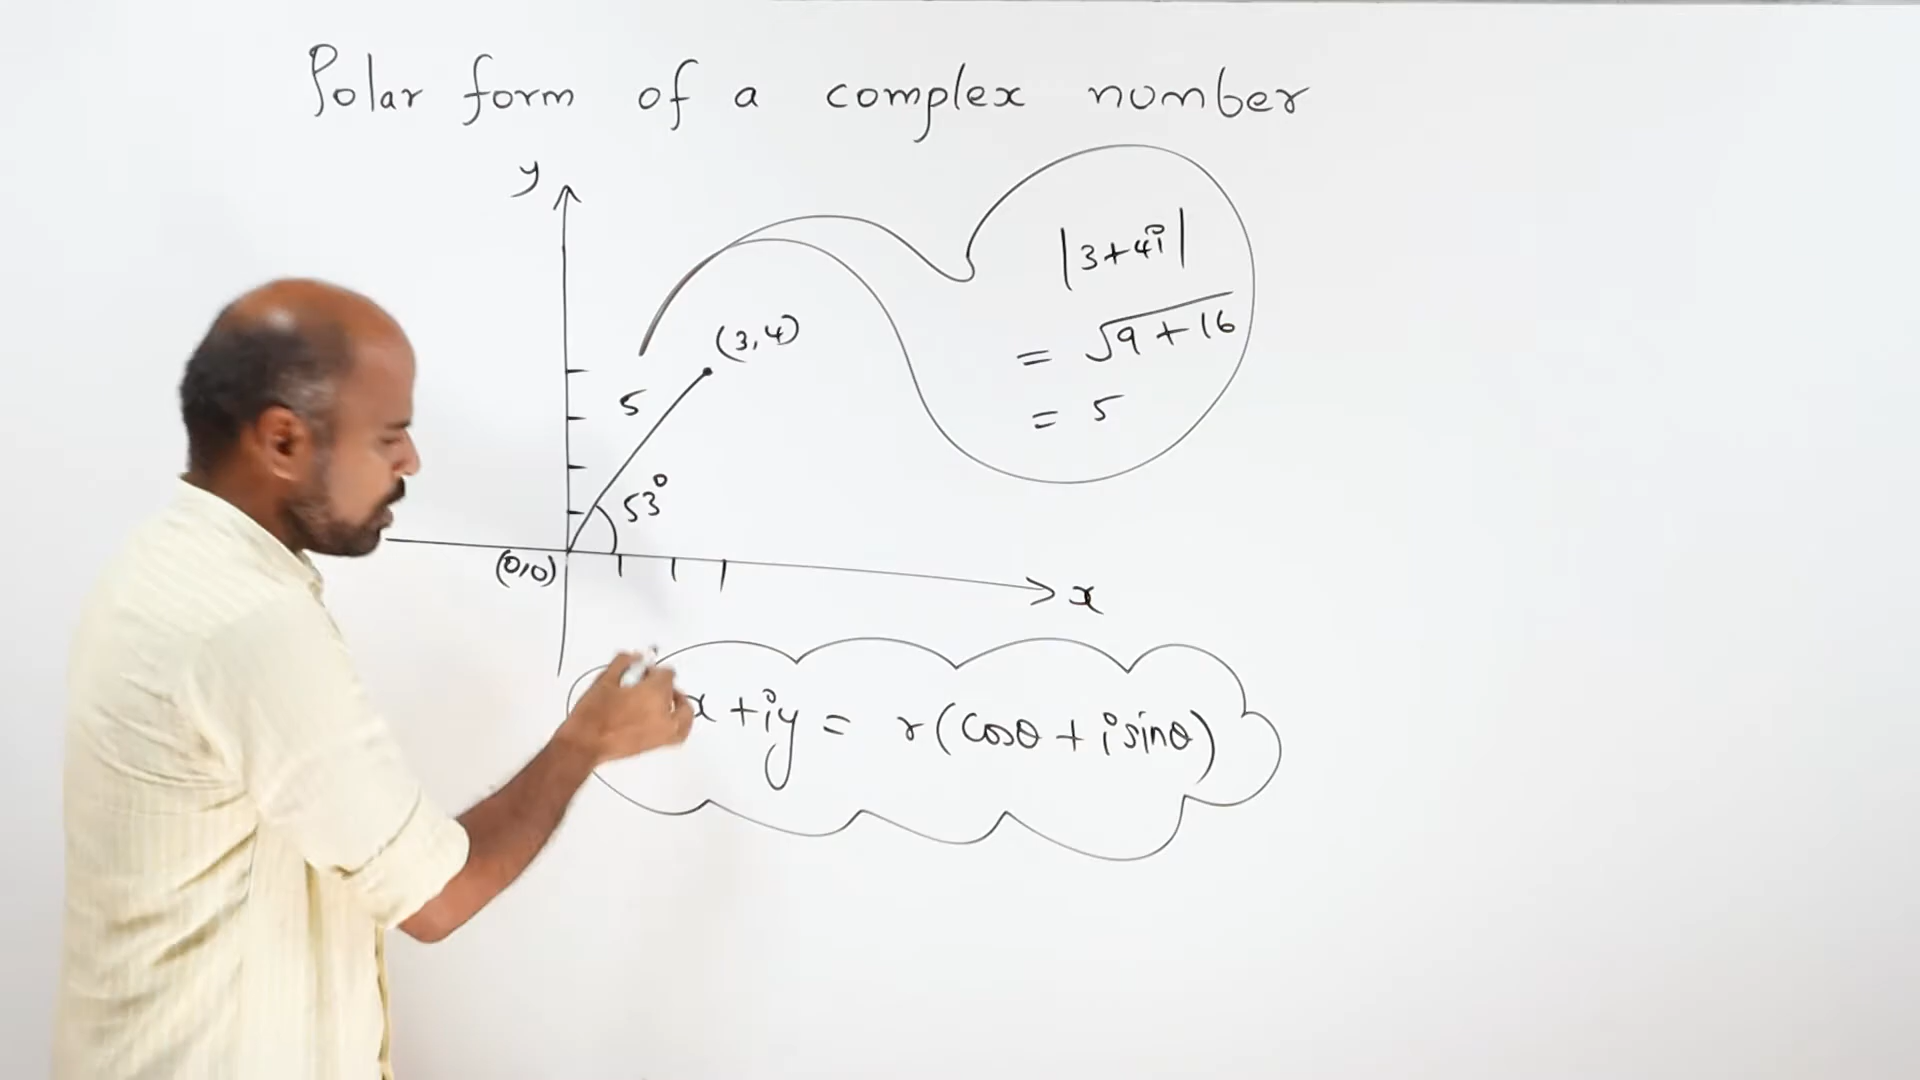 Polar form of a complex number
y
|3+4i|
= √9+16
= 5
(3,4)
5
53°
(0,0)
x
x+iy = r(cosθ + i sinθ)